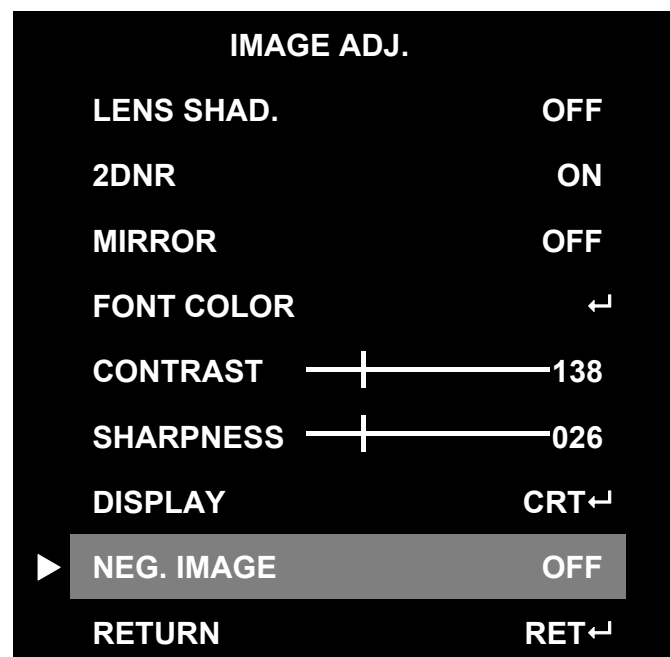 IMAGE ADJ.
LENS SHAD. OFF
2DNR ON
MIRROR OFF
FONT COLOR ↵
CONTRAST 138
SHARPNESS 026
DISPLAY CRT↵
NEG. IMAGE OFF
RETURN RET↵